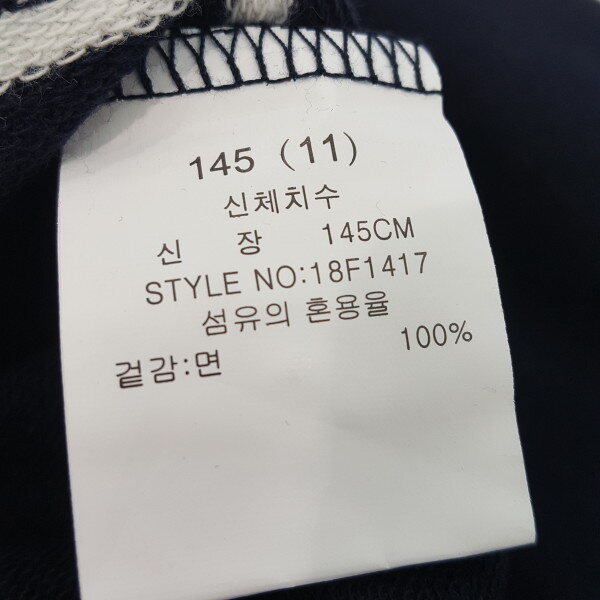 145 (11)
신체치수
신 장 145CM
STYLE NO:18F1417
섬유의 혼용율
겉감:면 100%